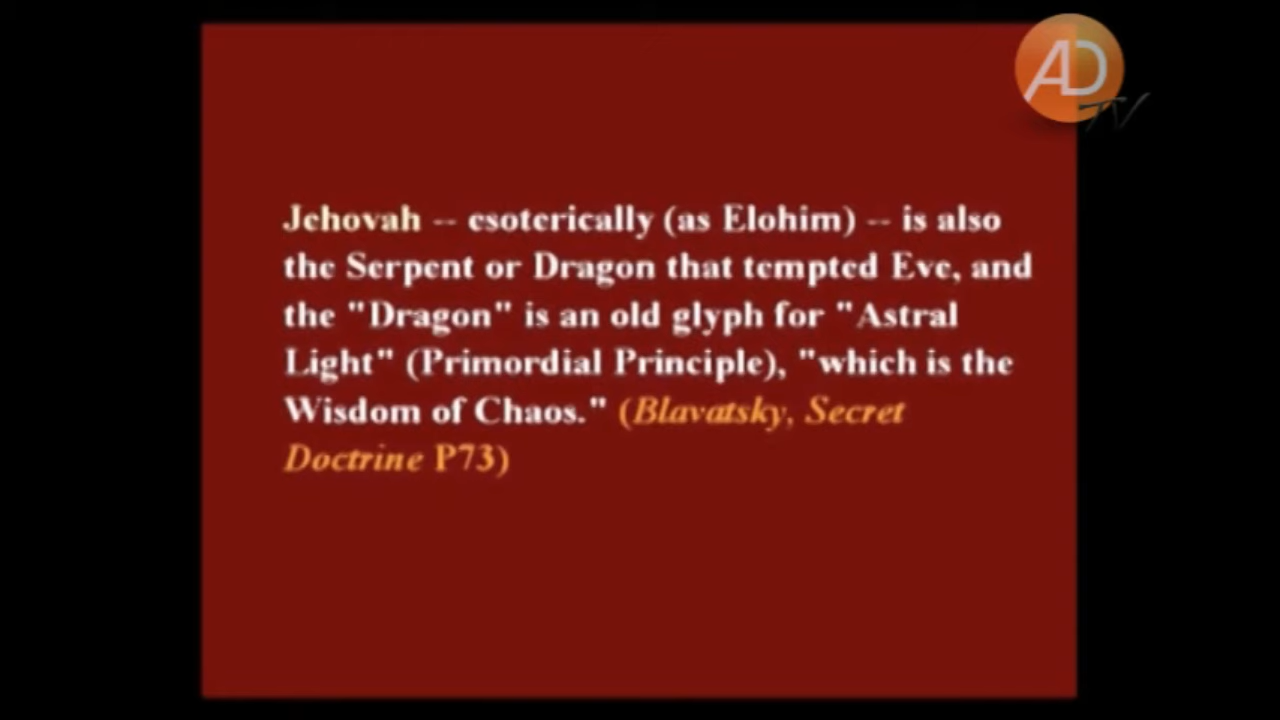 AD
TV
Jehovah -- esoterically (as Elohim) -- is also
the Serpent or Dragon that tempted Eve, and
the "Dragon" is an old glyph for "Astral
Light" (Primordial Principle), "which is the
Wisdom of Chaos." (Blavatsky, Secret
Doctrine P73)